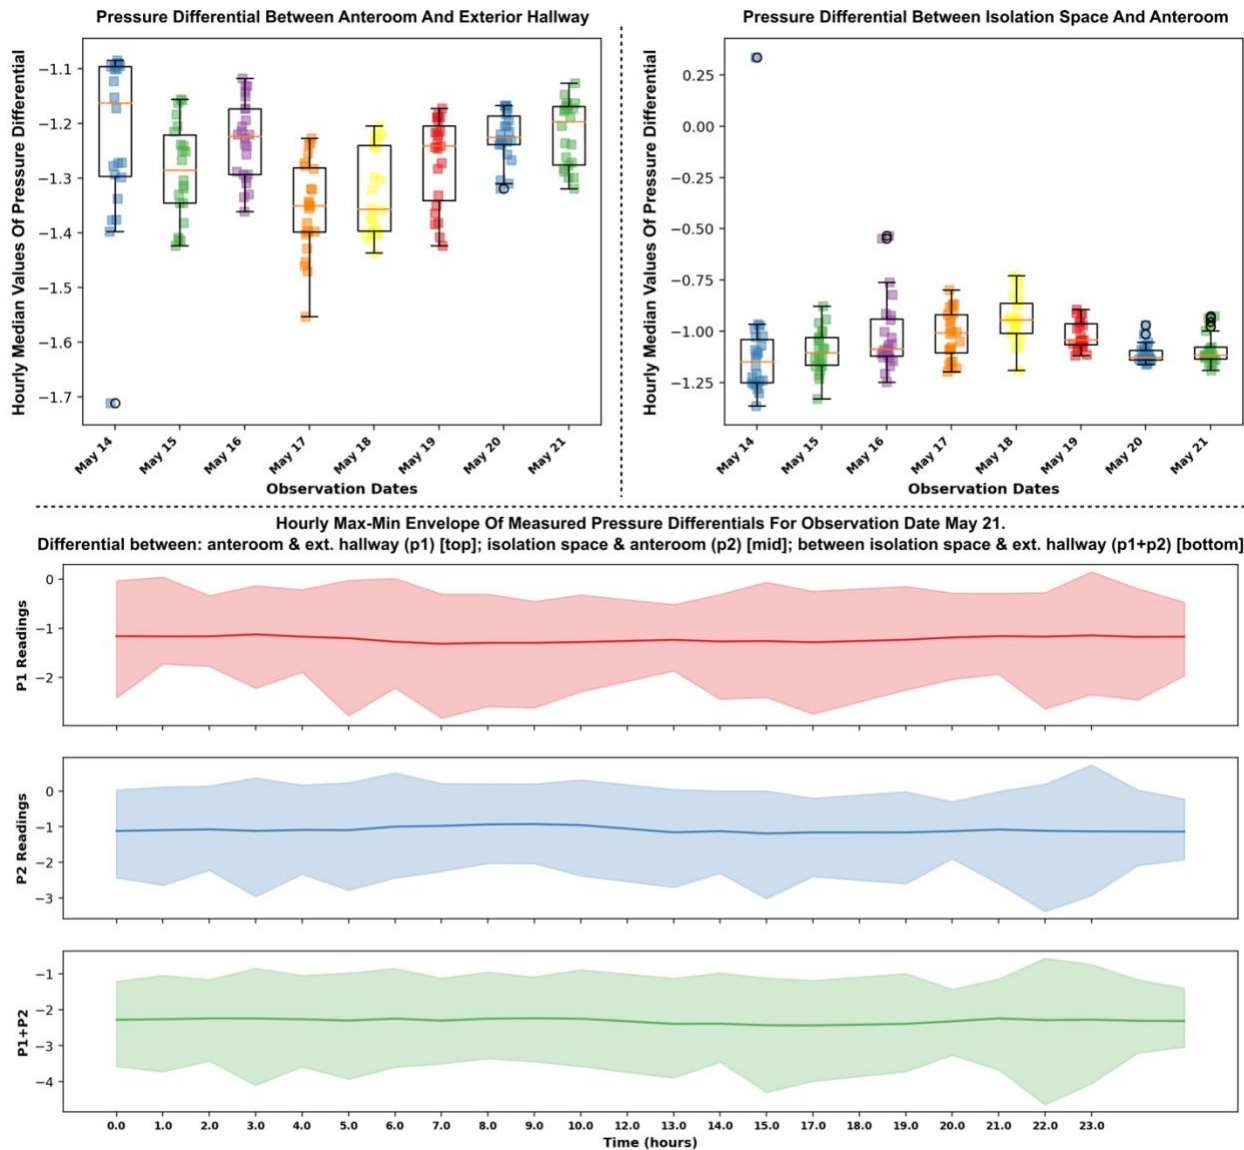 Pressure Differential Between Anteroom And Exterior Hallway
Hourly Median Values Of Pressure Differential
−1.1
−1.2
−1.3
−1.4
−1.5
−1.6
−1.7
May 14
May 15
May 16
May 17
May 18
May 19
May 20
May 21
Observation Dates
Pressure Differential Between Isolation Space And Anteroom
Hourly Median Values Of Pressure Differential
0.25
0.00
−0.25
−0.50
−0.75
−1.00
−1.25
May 14
May 15
May 16
May 17
May 18
May 19
May 20
May 21
Observation Dates
Hourly Max-Min Envelope Of Measured Pressure Differentials For Observation Date May 21.
Differential between: anteroom & ext. hallway (p1) [top]; isolation space & anteroom (p2) [mid]; between isolation space & ext. hallway (p1+p2) [bottom]
P1 Readings
0
−1
−2
P2 Readings
0
−1
−2
−3
P1+P2
−1
−2
−3
−4
0.0 1.0 2.0 3.0 4.0 5.0 6.0 7.0 8.0 9.0 10.0 12.0 13.0 14.0 15.0 18.0 19.0 20.0 21.0 22.0 23.0
Time (hours)